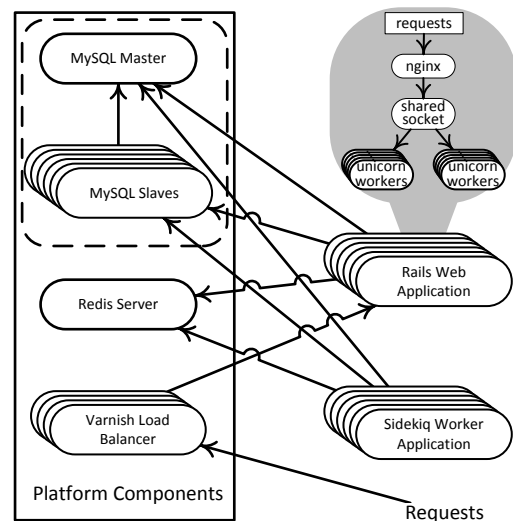 requests
nginx
shared
socket
unicorn
workers
unicorn
workers
MySQL Master
MySQL Slaves
Redis Server
Rails Web
Application
Varnish Load
Balancer
Sidekiq Worker
Application
Platform Components
Requests